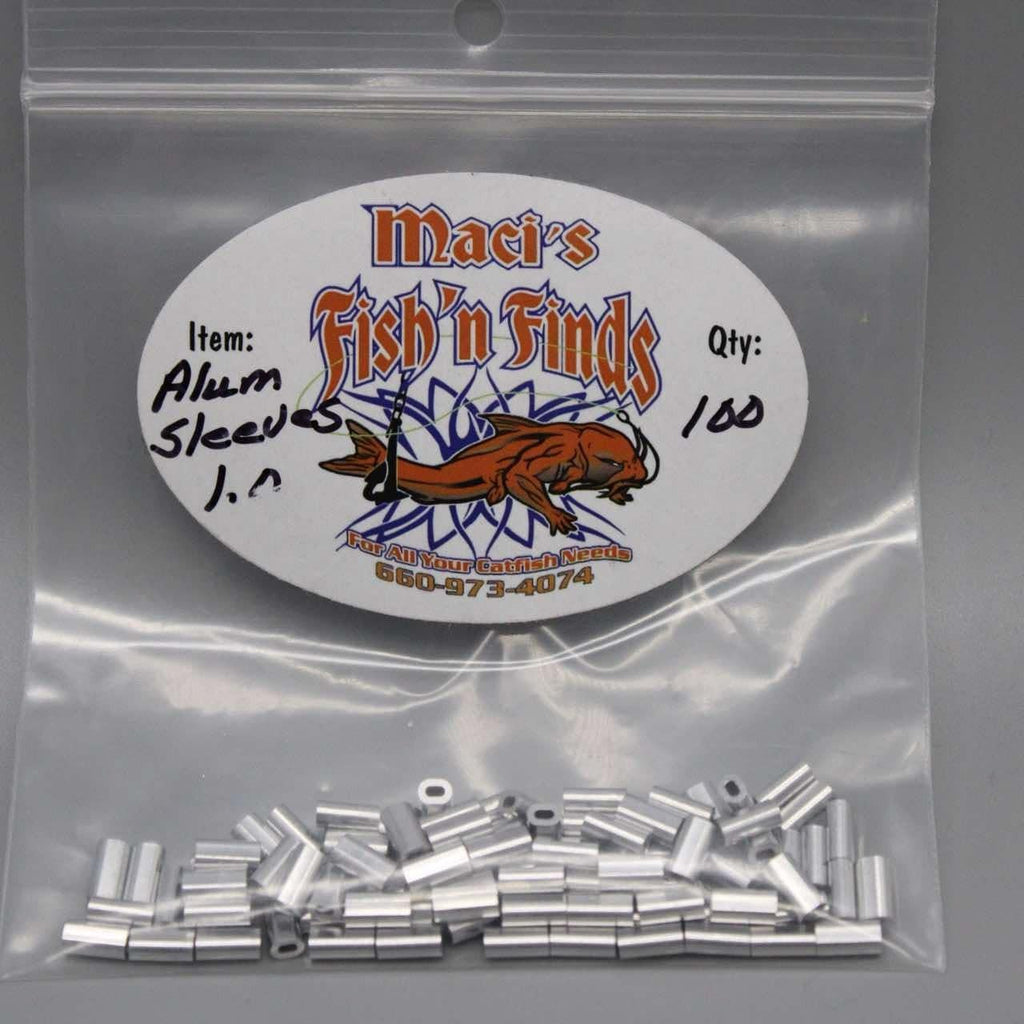 Maci's
Fish'n Finds
Item:
Alum
Sleeves
1.0
Qty:
100
For All Your Catfish Needs
660-973-4074